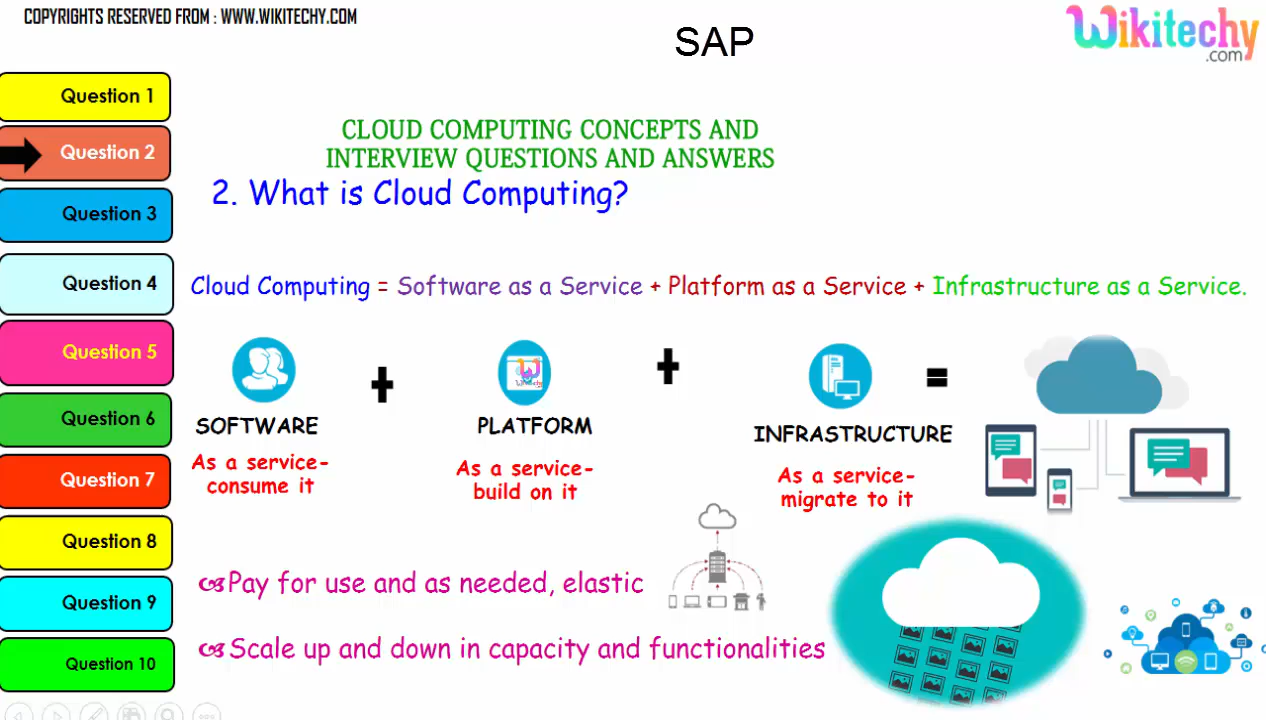 COPYRIGHTS RESERVED FROM : WWW.WIKITECHY.COM
SAP
Wikitechy
.com
Question 1
Question 2
Question 3
Question 4
Question 5
Question 6
Question 7
Question 8
Question 9
Question 10
CLOUD COMPUTING CONCEPTS AND
INTERVIEW QUESTIONS AND ANSWERS
2. What is Cloud Computing?
Cloud Computing = Software as a Service + Platform as a Service + Infrastructure as a Service.
W
Wikitechy
+
+
=
SOFTWARE
As a service-
consume it
PLATFORM
As a service-
build on it
INFRASTRUCTURE
As a service-
migrate to it
Pay for use and as needed, elastic
Scale up and down in capacity and functionalities